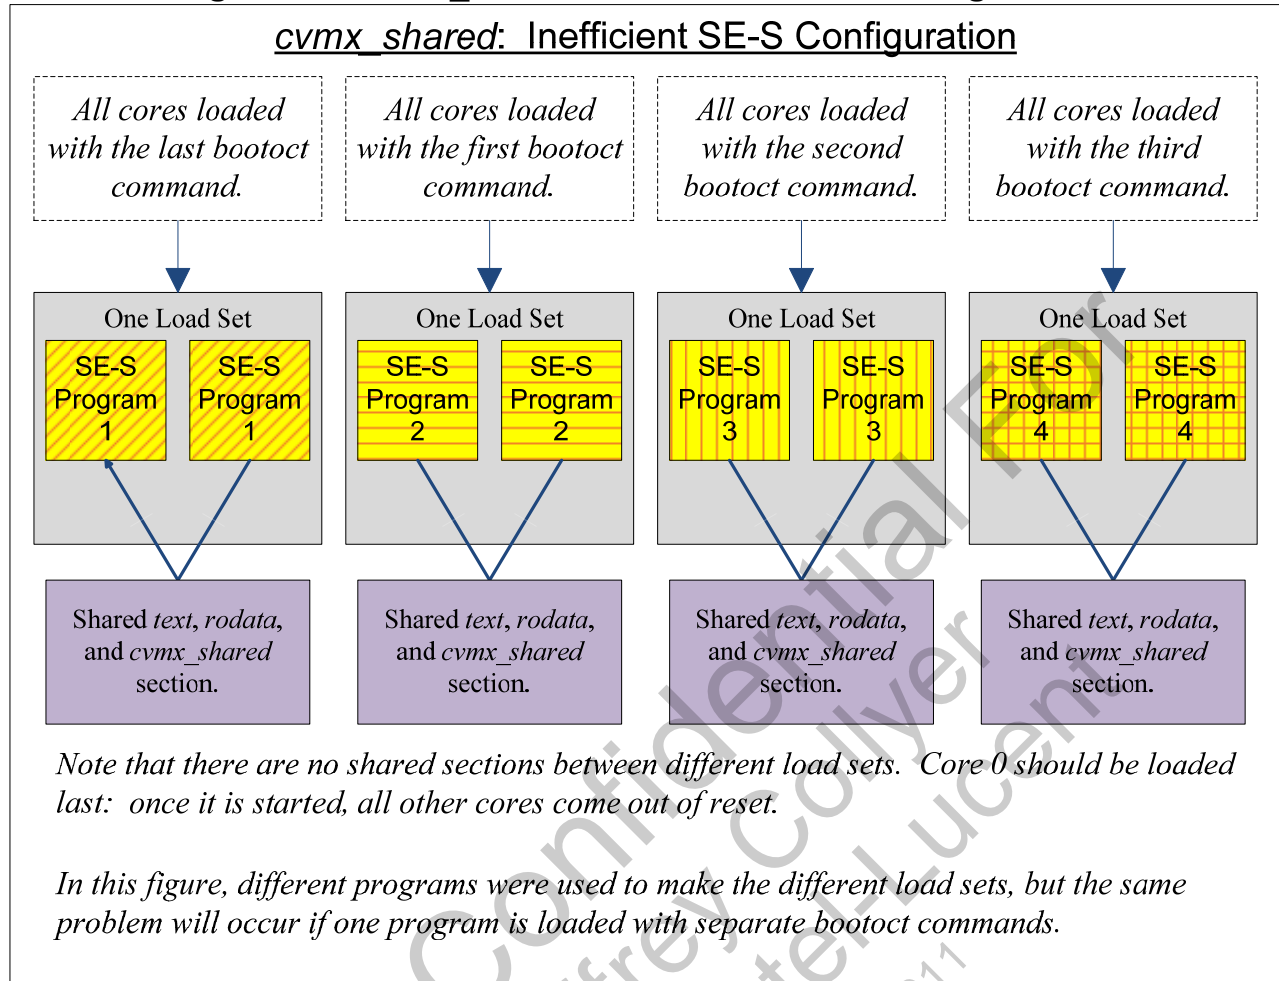 cvmx_shared: Inefficient SE-S Configuration
All cores loaded
with the last bootoct
command.
All cores loaded
with the first bootoct
command.
All cores loaded
with the second
bootoct command.
All cores loaded
with the third
bootoct command.
One Load Set
SE-S
Program
1
SE-S
Program
1
One Load Set
SE-S
Program
2
SE-S
Program
2
One Load Set
SE-S
Program
3
SE-S
Program
3
One Load Set
SE-S
Program
4
SE-S
Program
4
Shared text, rodata,
and cvmx_shared
section.
Shared text, rodata,
and cvmx_shared
section.
Shared text, rodata,
and cvmx_shared
section.
Shared text, rodata,
and cvmx_shared
section.
Note that there are no shared sections between different load sets.  Core 0 should be loaded
last:  once it is started, all other cores come out of reset.
In this figure, different programs were used to make the different load sets, but the same
problem will occur if one program is loaded with separate bootoct commands.
Confidential For
Collyer